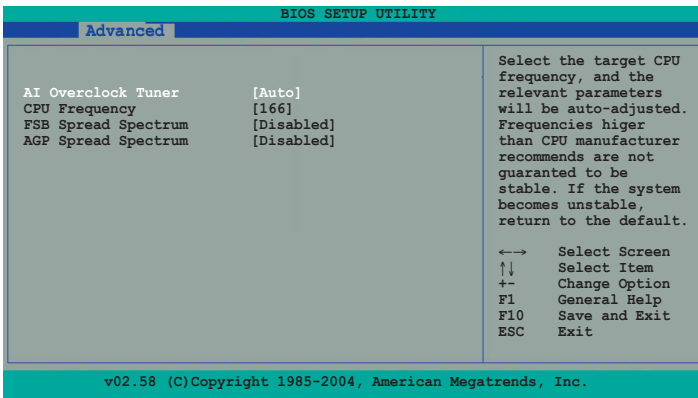 BIOS SETUP UTILITY
Advanced
AI Overclock Tuner [Auto]
CPU Frequency [166]
FSB Spread Spectrum [Disabled]
AGP Spread Spectrum [Disabled]
Select the target CPU
frequency, and the
relevant parameters
will be auto-adjusted.
Frequencies higer
than CPU manufacturer
recommends are not
guaranted to be
stable. If the system
becomes unstable,
return to the default.
←→ Select Screen
↑↓ Select Item
+- Change Option
F1 General Help
F10 Save and Exit
ESC Exit
v02.58 (C)Copyright 1985-2004, American Megatrends, Inc.